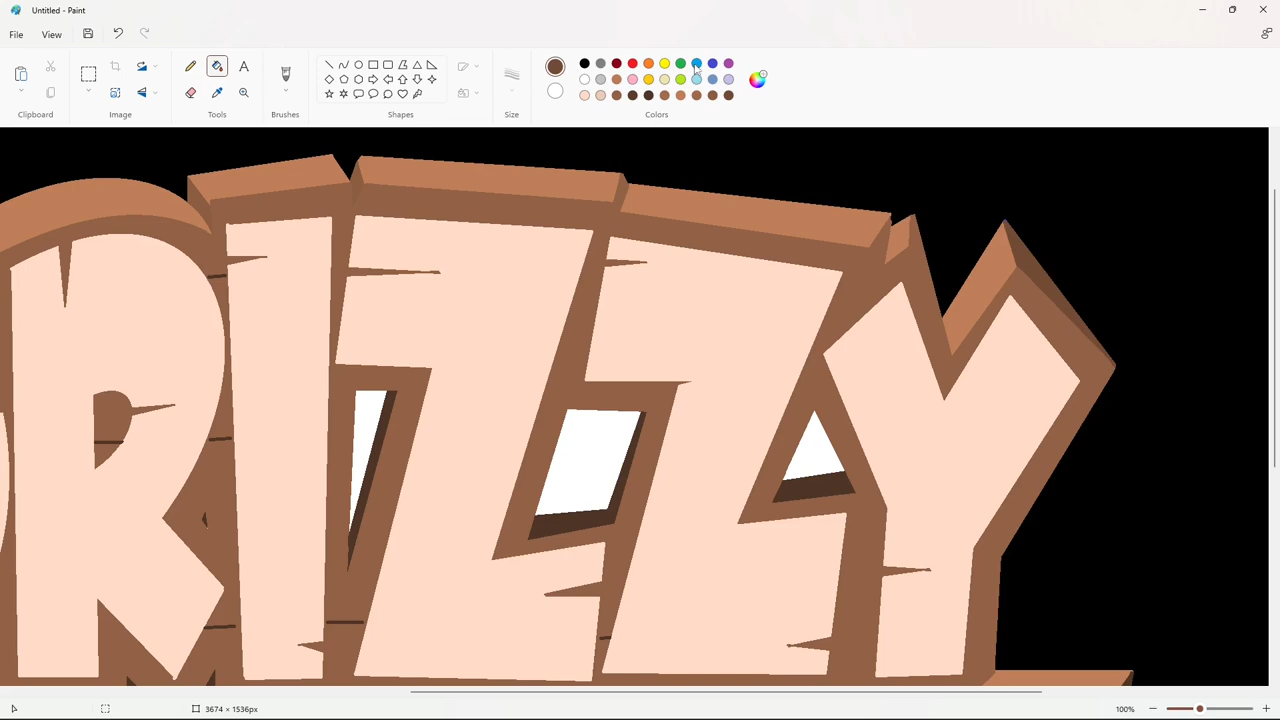 Untitled - Paint
File View
Clipboard Image Tools Brushes Shapes Size Colors
RIZZY
3674 × 1536px 100%